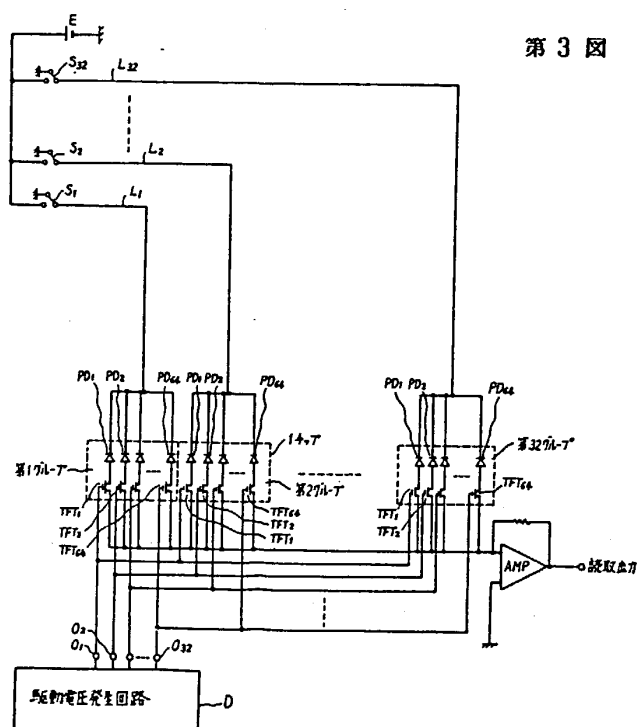 第3図
E
S32
L32
S2
L2
S1
L1
PD1
PD2
PD64
PD1
PD2
PD64
PD1
PD2
PD64
1チップ
第1グループ
第2グループ
第32グループ
TFT1
TFT2
TFT64
TFT64
TFT2
TFT1
TFT1
TFT2
TFT64
AMP
読取出力
O1
O2
O32
駆動電圧発生回路
D